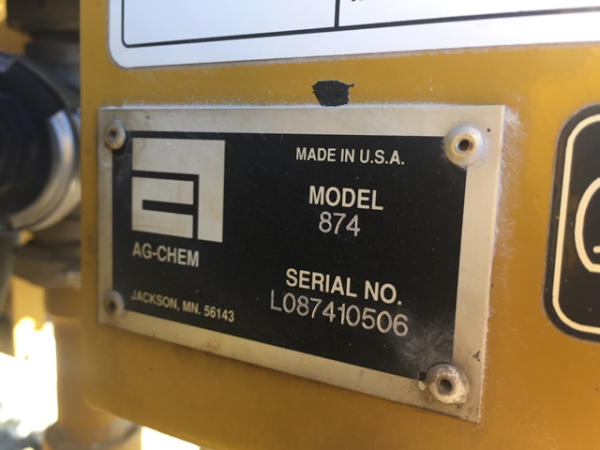 MADE IN U.S.A.
MODEL
874
AG-CHEM
SERIAL NO.
L087410506
JACKSON, MN. 56143